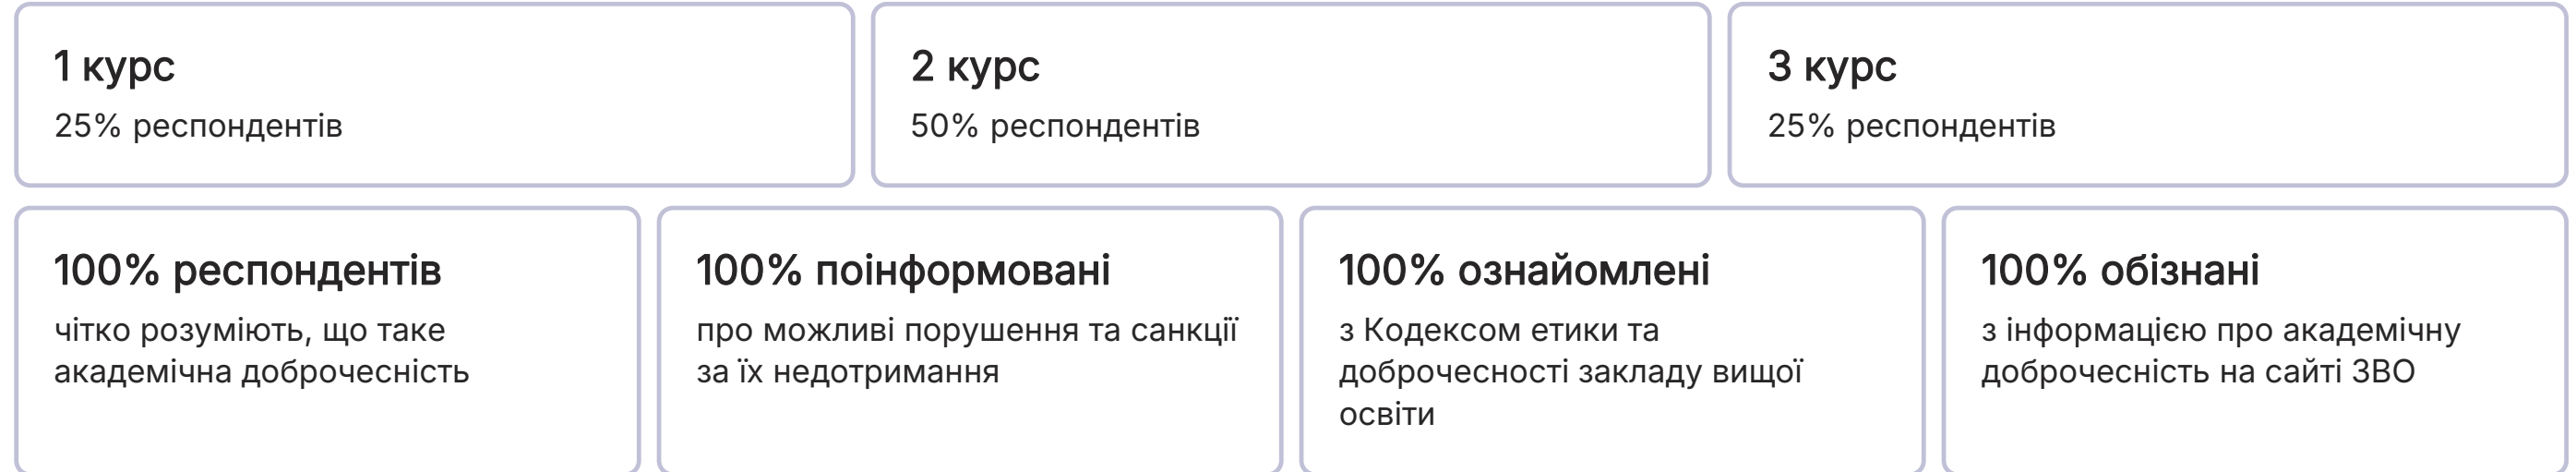 1 курс
25% респондентів
2 курс
50% респондентів
3 курс
25% респондентів
100% респондентів
чітко розуміють, що таке
академічна доброчесність
100% поінформовані
про можливі порушення та санкції
за їх недотримання
100% ознайомлені
з Кодексом етики та
доброчесності закладу вищої
освіти
100% обізнані
з інформацією про академічну
доброчесність на сайті ЗВО